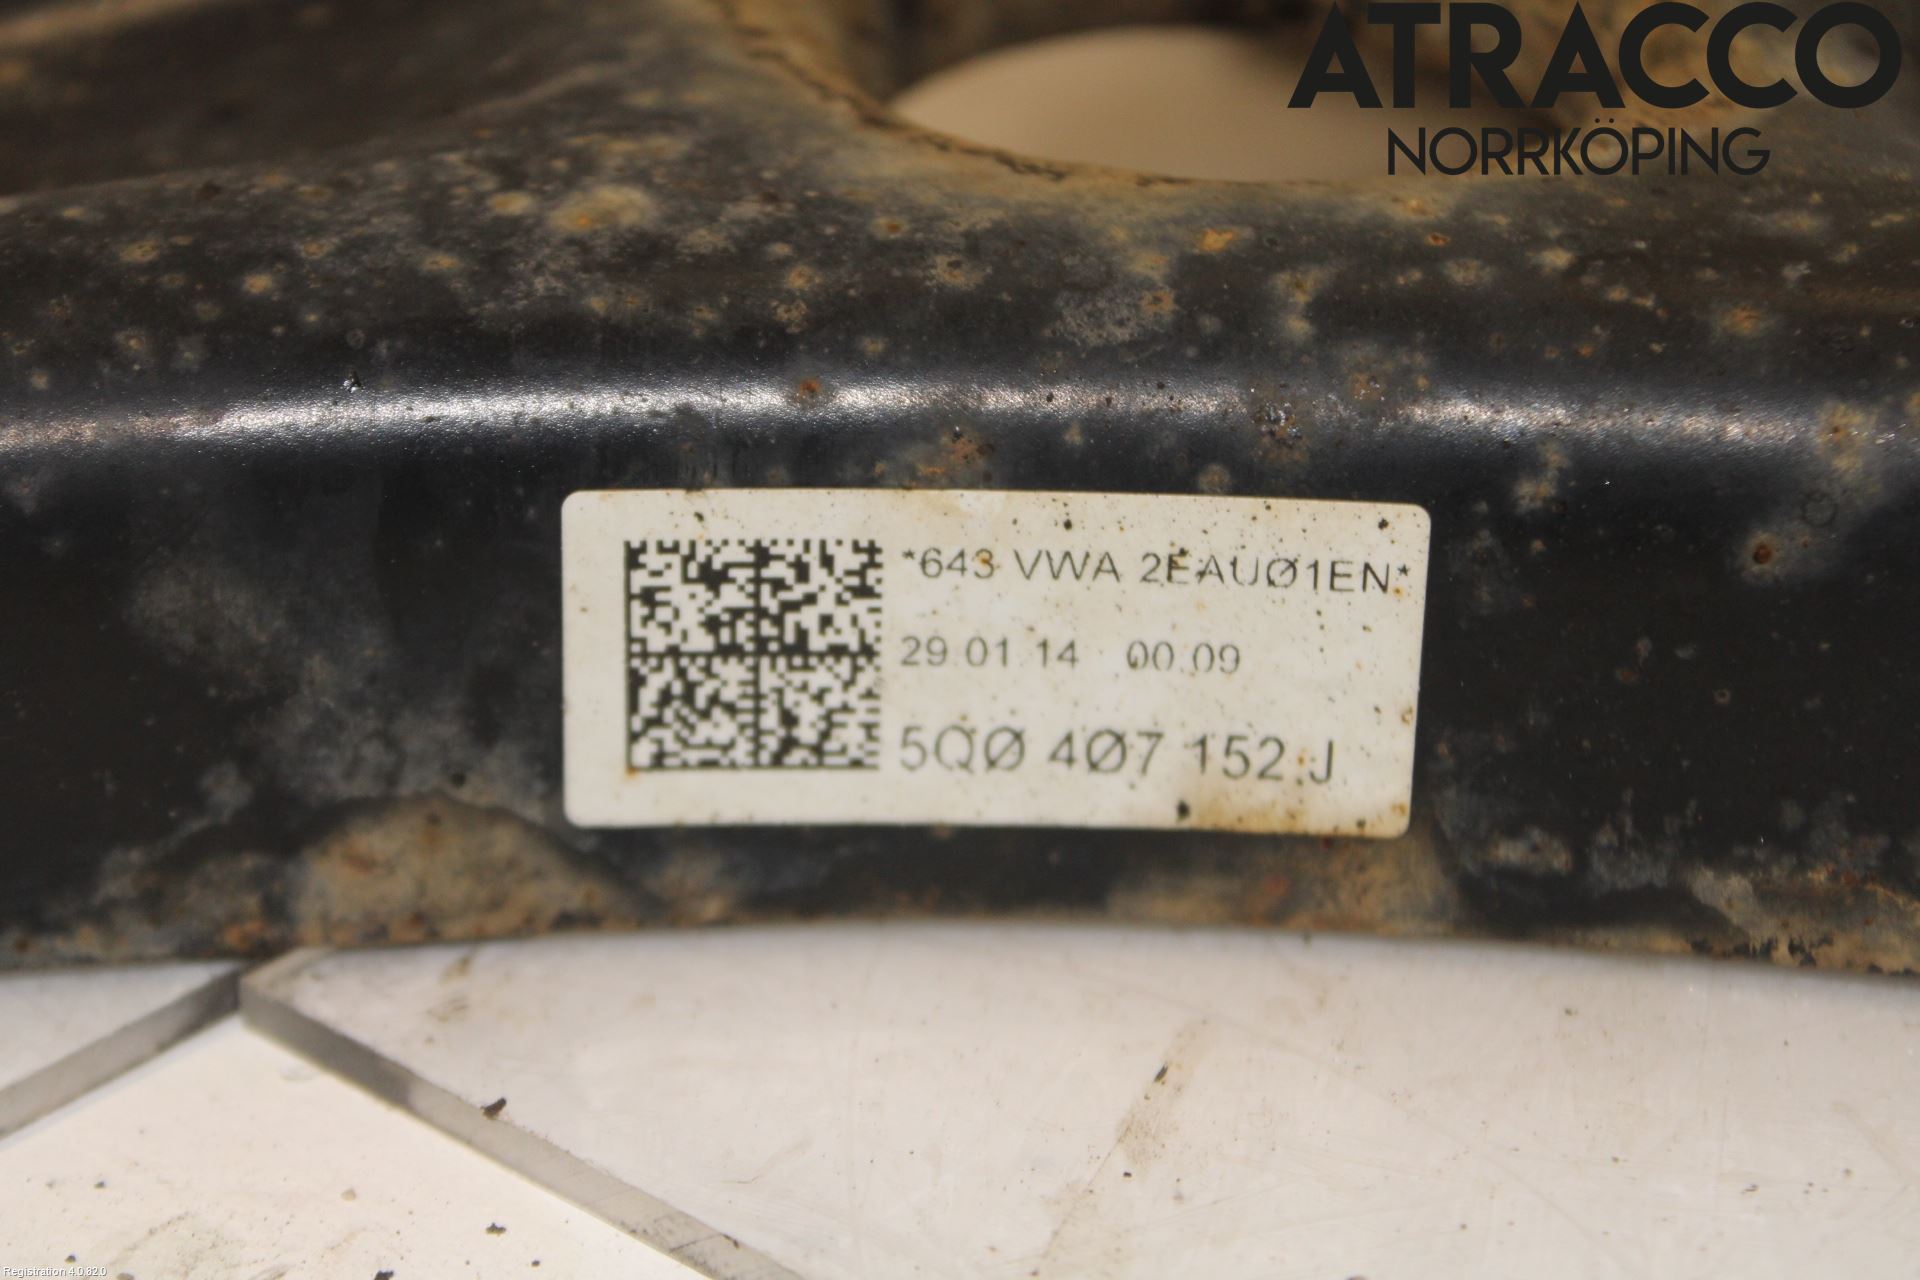 ATRACCO
NORRKÖPING
*643 VWA 2EAUØ1EN*
29.01.14 00.09
5QØ 4Ø7 152 J
Registration 4.0.82.0